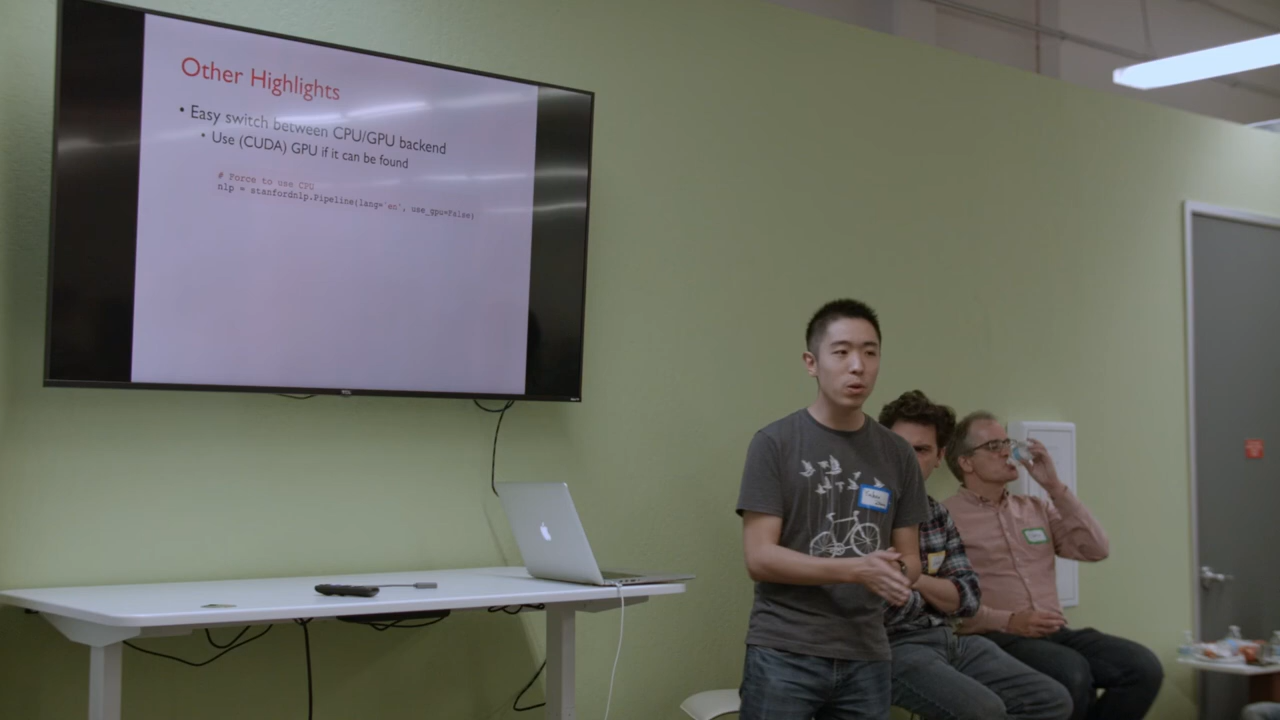 Other Highlights
• Easy switch between CPU/GPU backend
• Use (CUDA) GPU if it can be found
# Force to use CPU
nlp = stanfordnlp.Pipeline(lang='en', use_gpu=False)